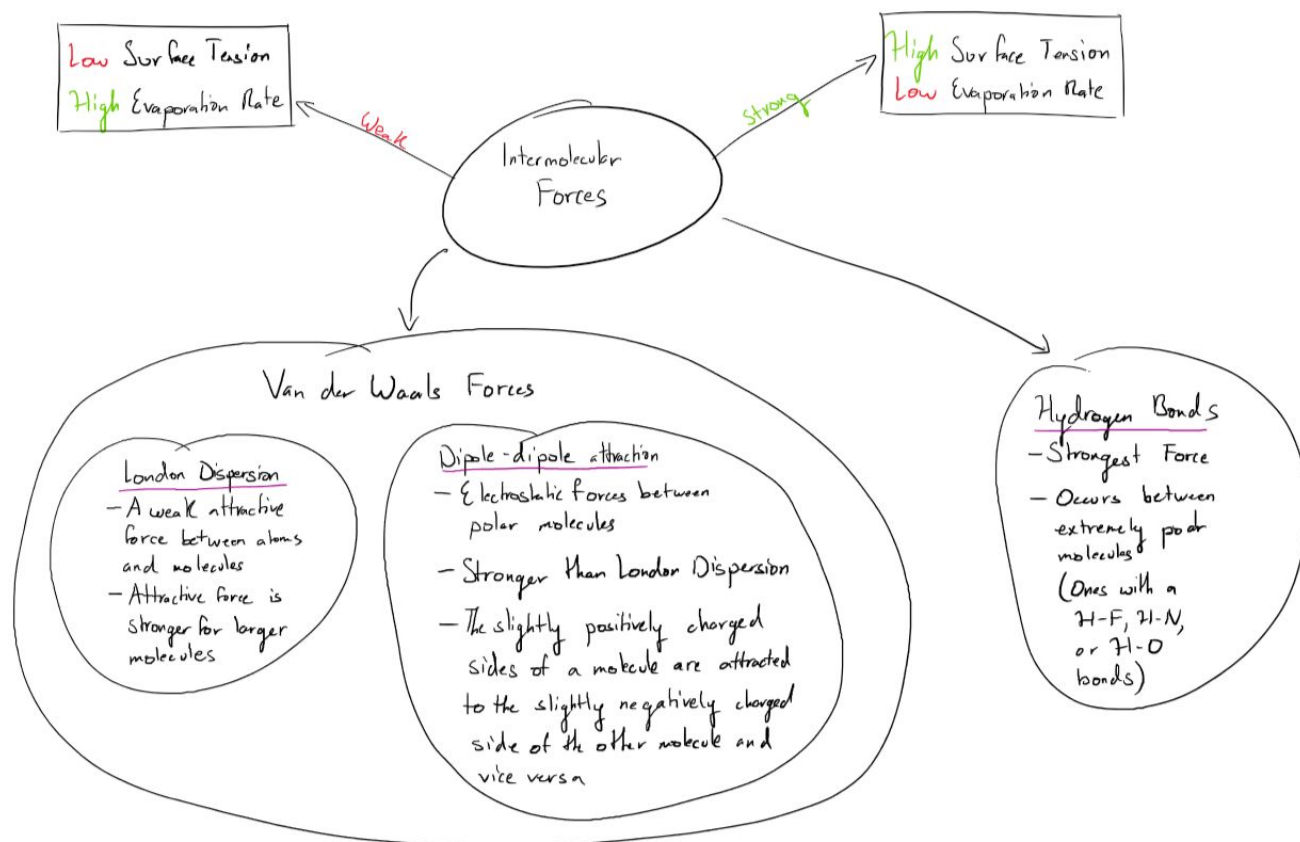 Low Surface Tension
High Evaporation Rate
Weak
Strong
High Surface Tension
Low Evaporation Rate
Intermolecular
Forces
Van der Waals Forces
London Dispersion
- A weak attractive
force between atoms
and molecules
- Attractive force is
stronger for larger
molecules
Dipole-dipole attraction
- Electrostatic forces between
polar molecules
- Stronger than London Dispersion
- The slightly positively charged
sides of a molecule are attracted
to the slightly negatively charged
side of the other molecule and
vice versa
Hydrogen Bonds
- Strongest Force
- Occurs between
extremely polar
molecules
(Ones with a
H-F, H-N,
or H-O
bonds)